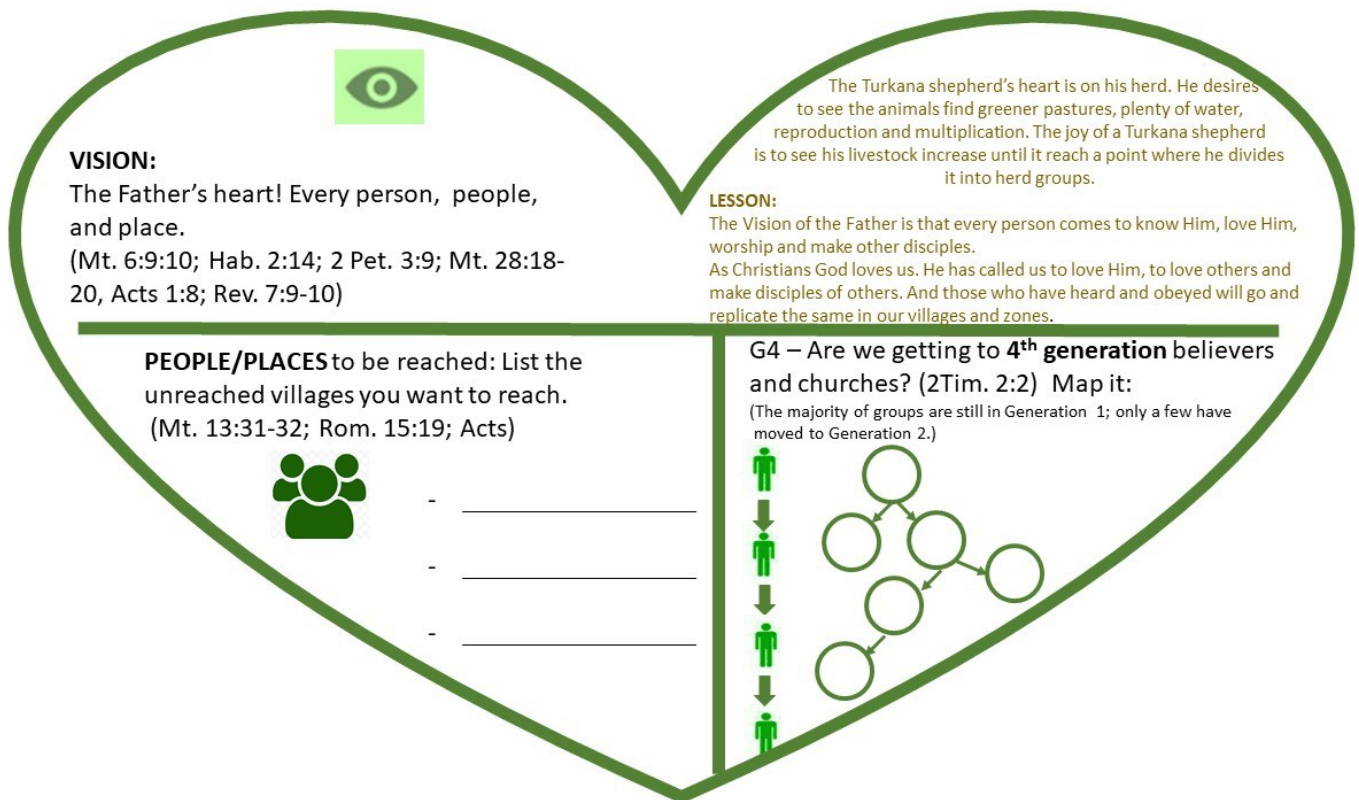 VISION:
The Father's heart! Every person,  people,
and place.
(Mt. 6:9:10; Hab. 2:14; 2 Pet. 3:9; Mt. 28:18-
20, Acts 1:8; Rev. 7:9-10)
The Turkana shepherd's heart is on his herd. He desires
to see the animals find greener pastures, plenty of water,
reproduction and multiplication. The joy of a Turkana shepherd
is to see his livestock increase until it reach a point where he divides
it into herd groups.
LESSON:
The Vision of the Father is that every person comes to know Him, love Him,
worship and make other disciples.
As Christians God loves us. He has called us to love Him, to love others and
make disciples of others. And those who have heard and obeyed will go and
replicate the same in our villages and zones.
PEOPLE/PLACES to be reached: List the
unreached villages you want to reach.
(Mt. 13:31-32; Rom. 15:19; Acts)
-
-
-
G4 – Are we getting to 4th generation believers
and churches? (2Tim. 2:2)  Map it:
(The majority of groups are still in Generation  1; only a few have
moved to Generation 2.)